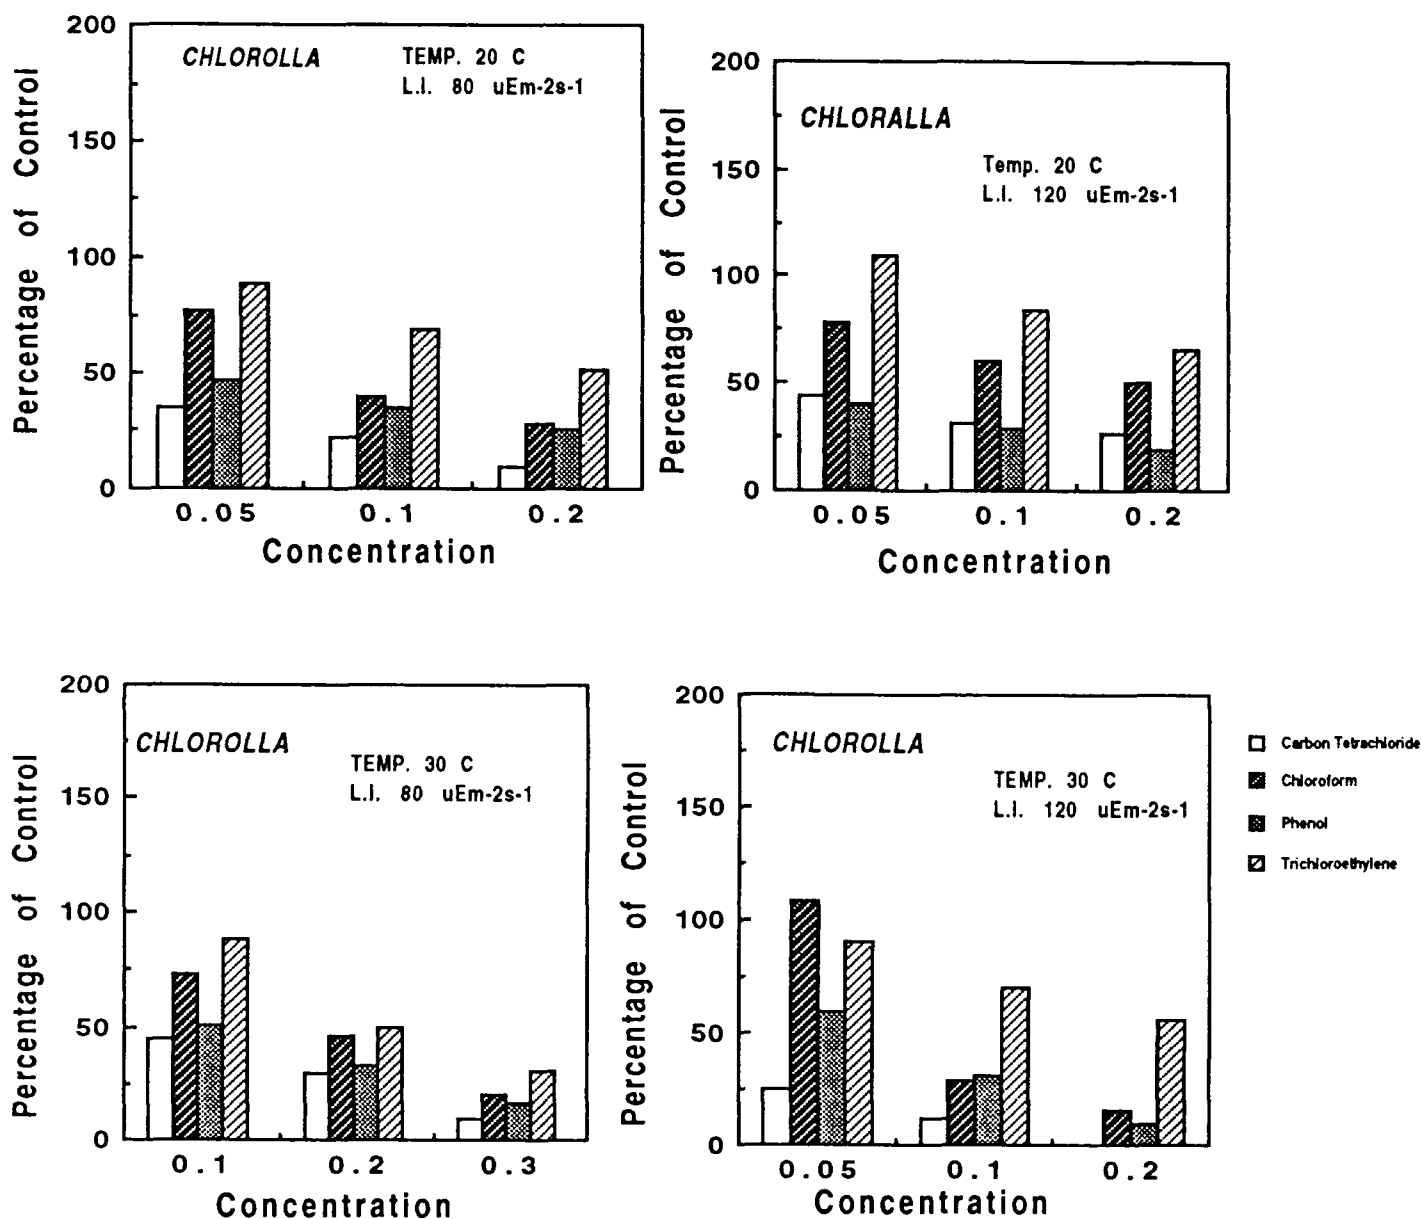 200
150
100
50
0
Percentage of Control
CHLOROLLA
TEMP. 20 C
L.I. 80 uEm-2s-1
0.05 0.1 0.2
Concentration
200
150
100
50
0
Percentage of Control
CHLORALLA
Temp. 20 C
L.I. 120 uEm-2s-1
0.05 0.1 0.2
Concentration
200
150
100
50
0
Percentage of Control
CHLOROLLA
TEMP. 30 C
L.I. 80 uEm-2s-1
0.1 0.2 0.3
Concentration
200
150
100
50
0
Percentage of Control
CHLOROLLA
TEMP. 30 C
L.I. 120 uEm-2s-1
0.05 0.1 0.2
Concentration
Carbon Tetrachloride
Chloroform
Phenol
Trichloroethylene